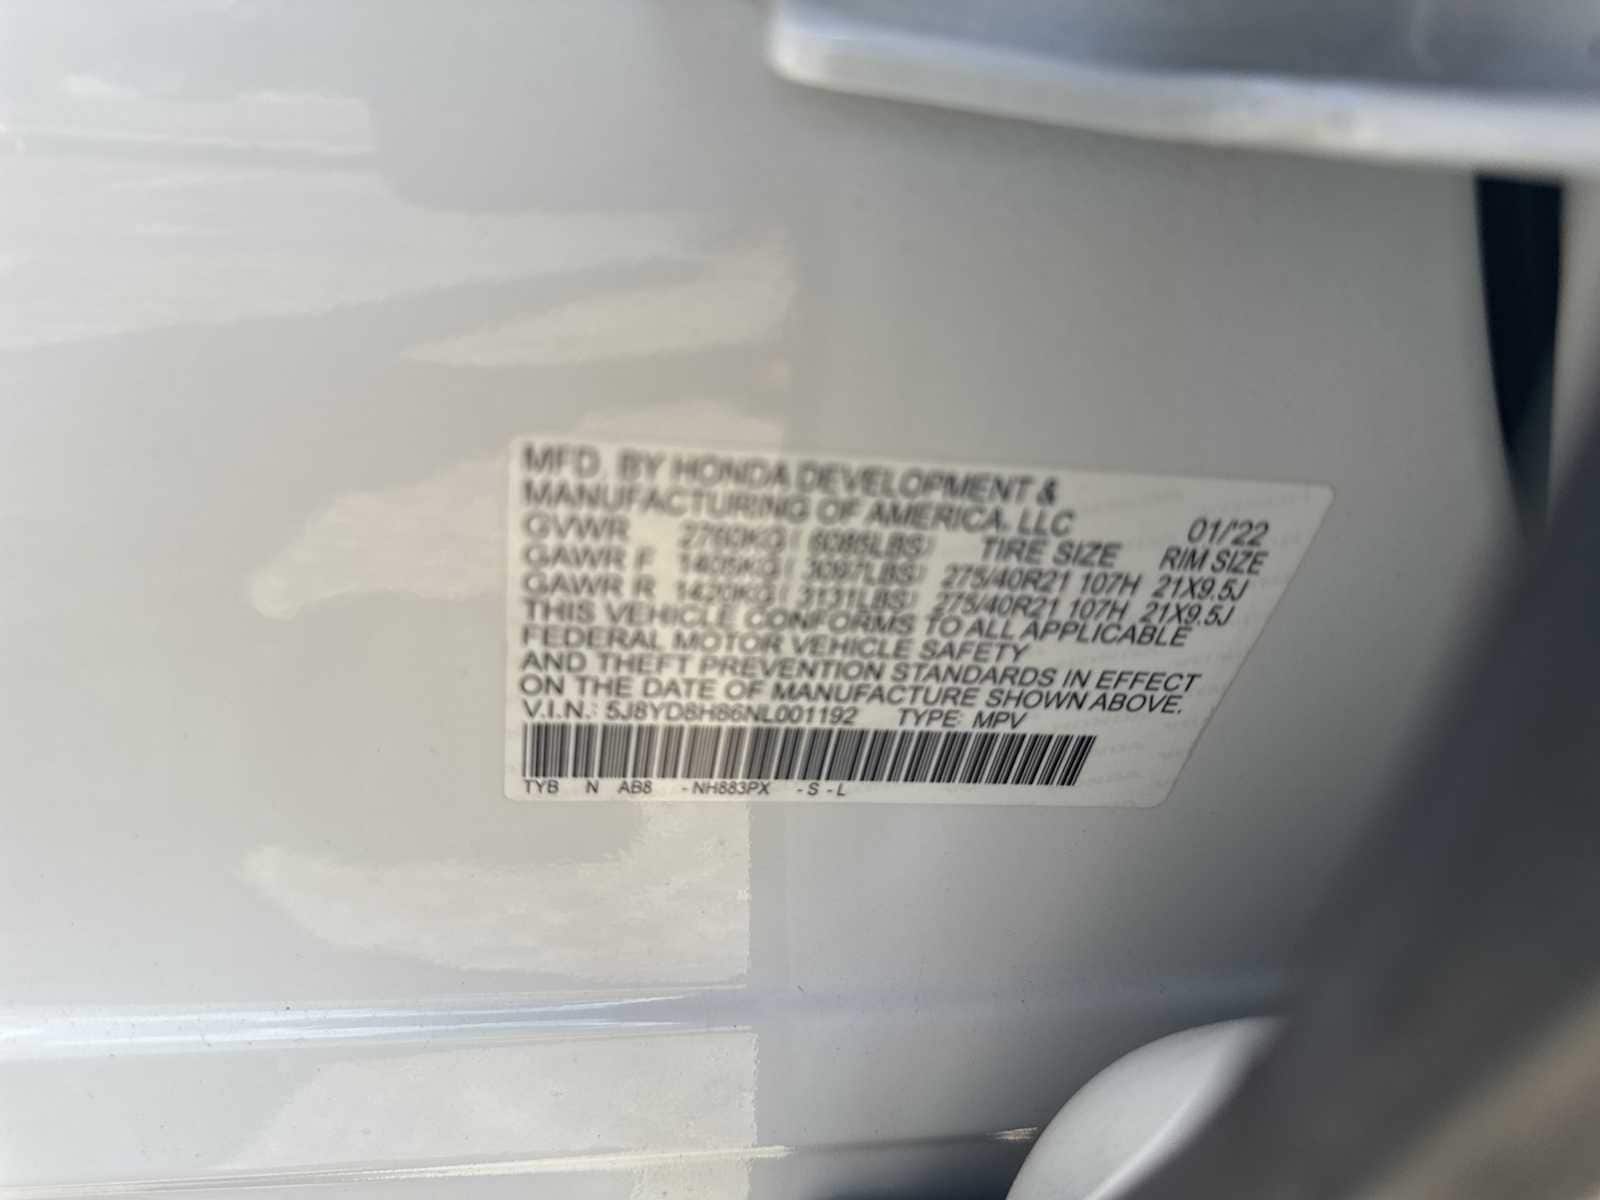 MFD. BY HONDA DEVELOPMENT &
MANUFACTURING OF AMERICA, LLC 01/'22
GVWR 2760KG ( 6085LBS) TIRE SIZE RIM SIZE
GAWR F 1405KG ( 3097LBS) 275/40R21 107H 21X9.5J
GAWR R 1420KG ( 3131LBS) 275/40R21 107H 21X9.5J
THIS VEHICLE CONFORMS TO ALL APPLICABLE
FEDERAL MOTOR VEHICLE SAFETY
AND THEFT PREVENTION STANDARDS IN EFFECT
ON THE DATE OF MANUFACTURE SHOWN ABOVE.
V.I.N.: 5J8YD8H86NL001192 TYPE: MPV
TYB N AB8 - NH883PX - S - L